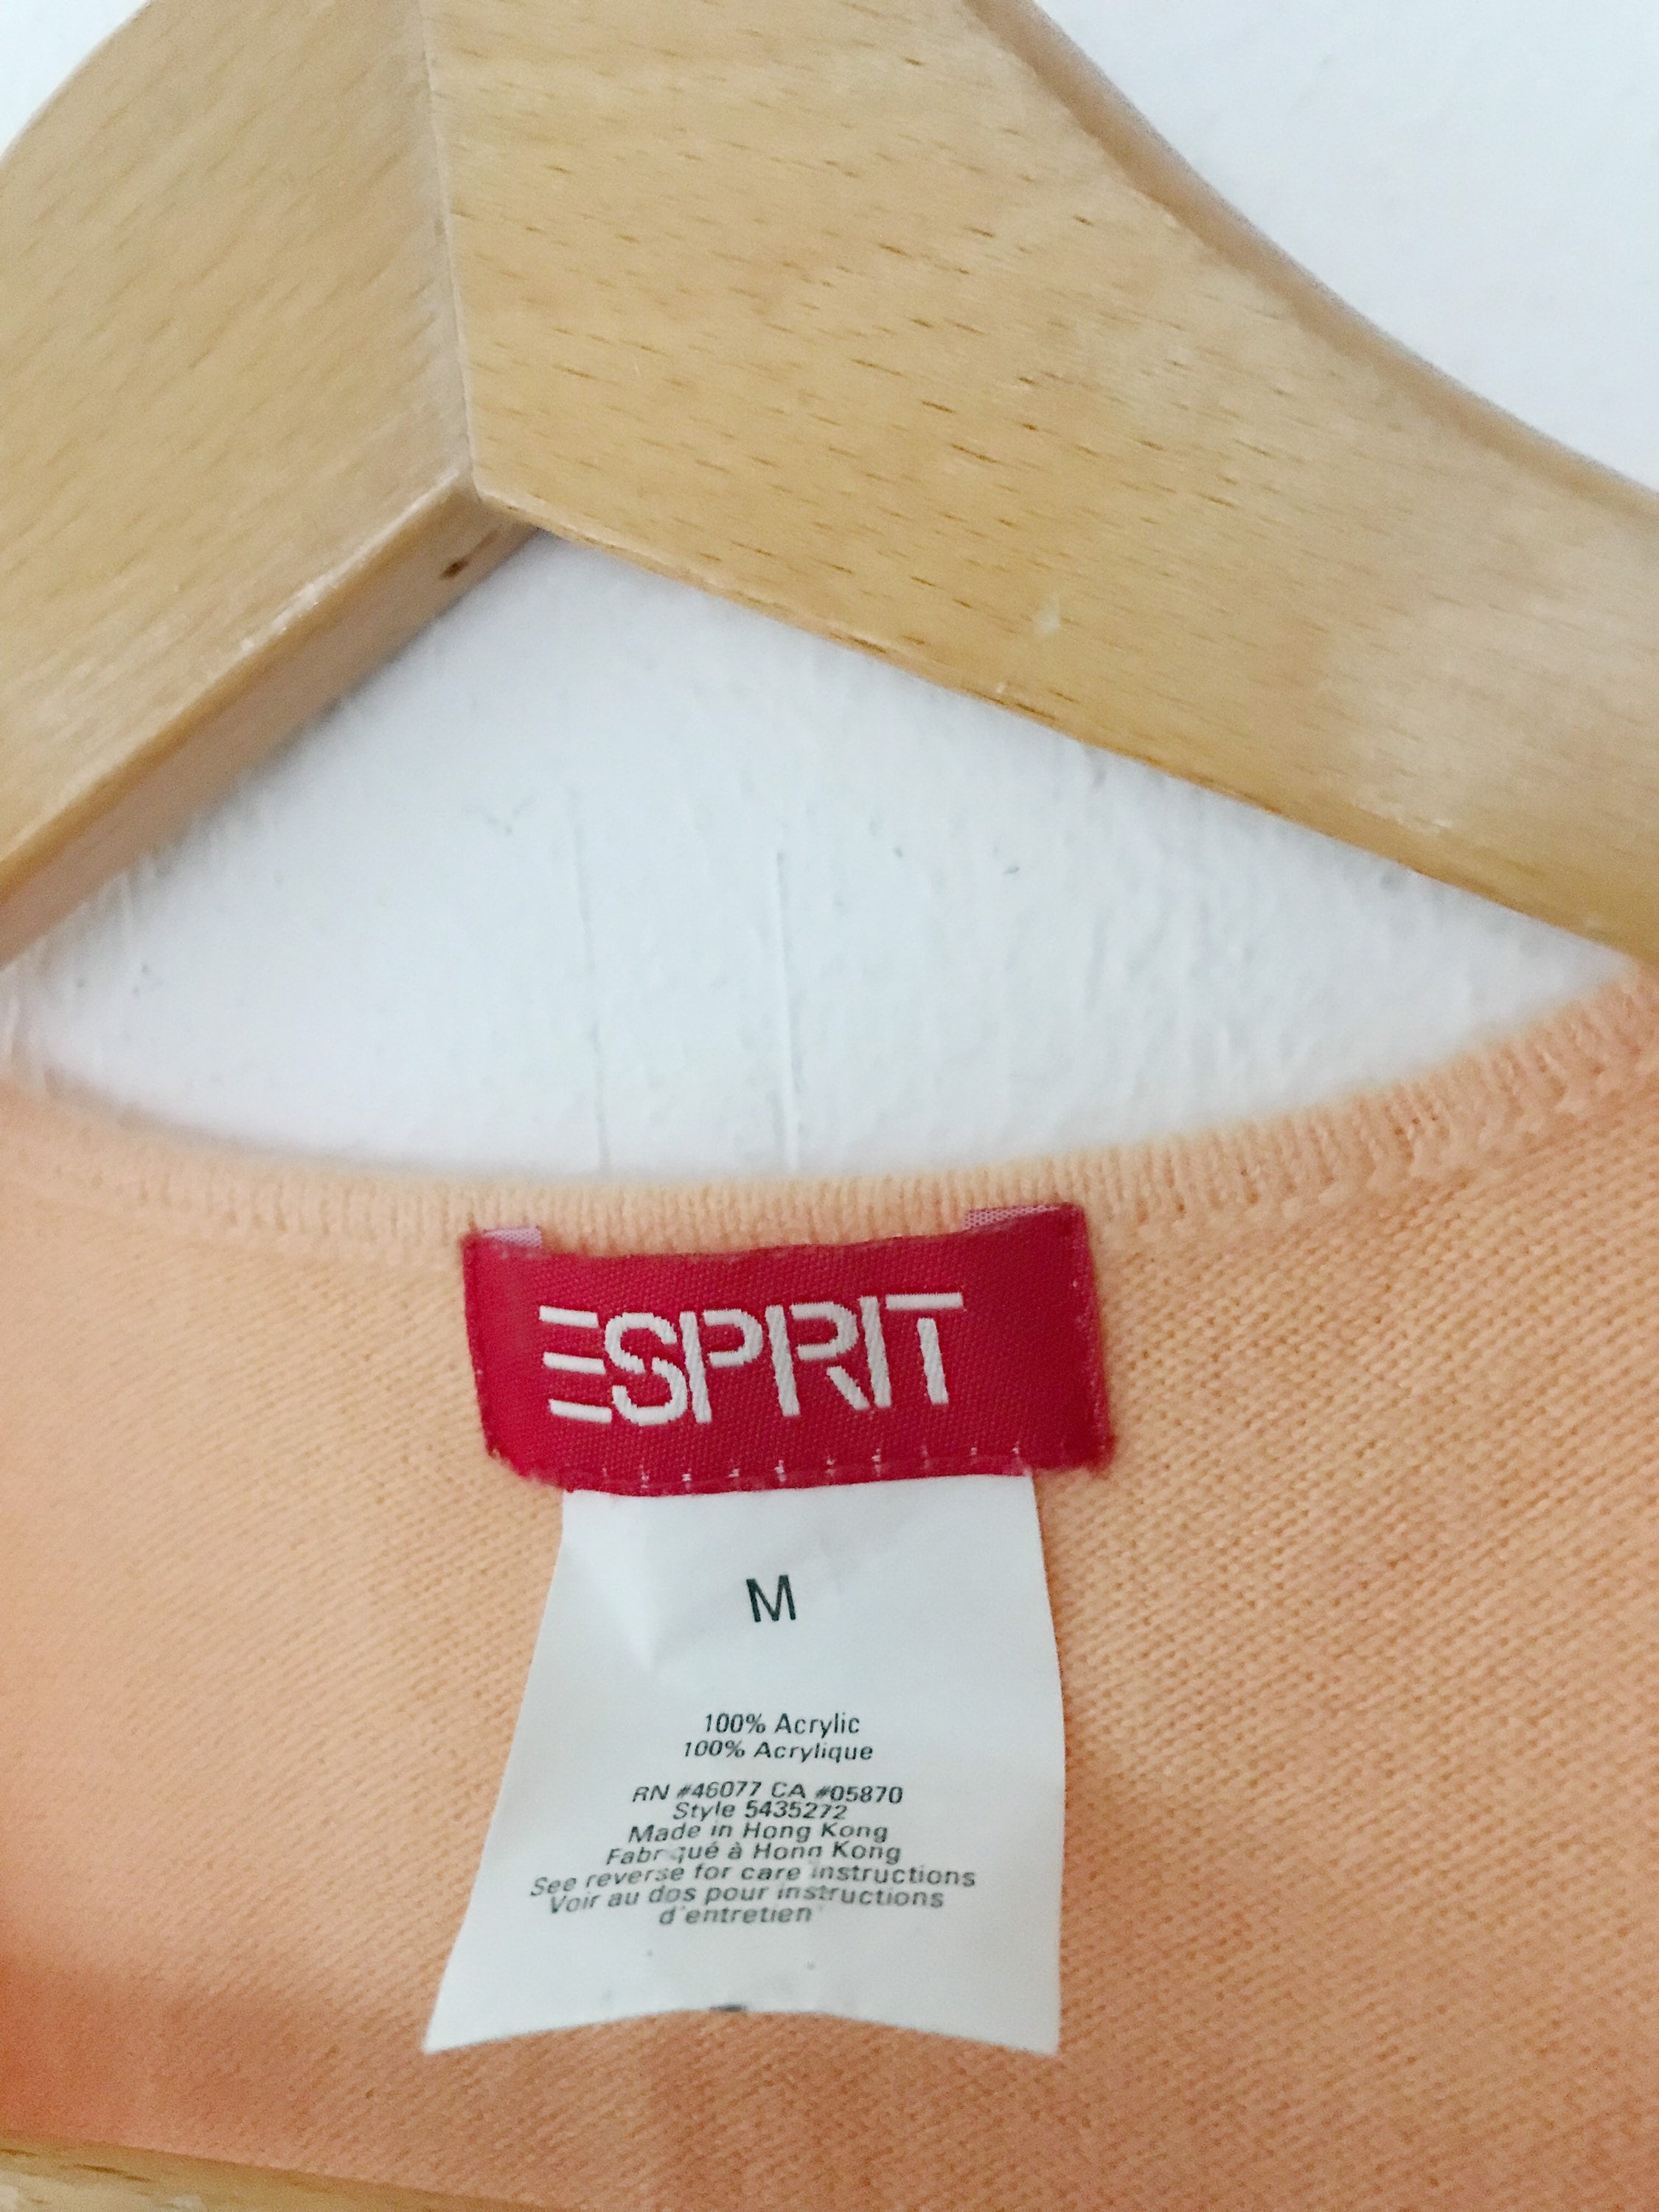 ESPRIT
M
100% Acrylic
100% Acrylique
RN #46077 CA #05870
Style 5435272
Made in Hong Kong
Fabriqué à Hong Kong
See reverse for care instructions
Voir au dos pour instructions
d'entretien